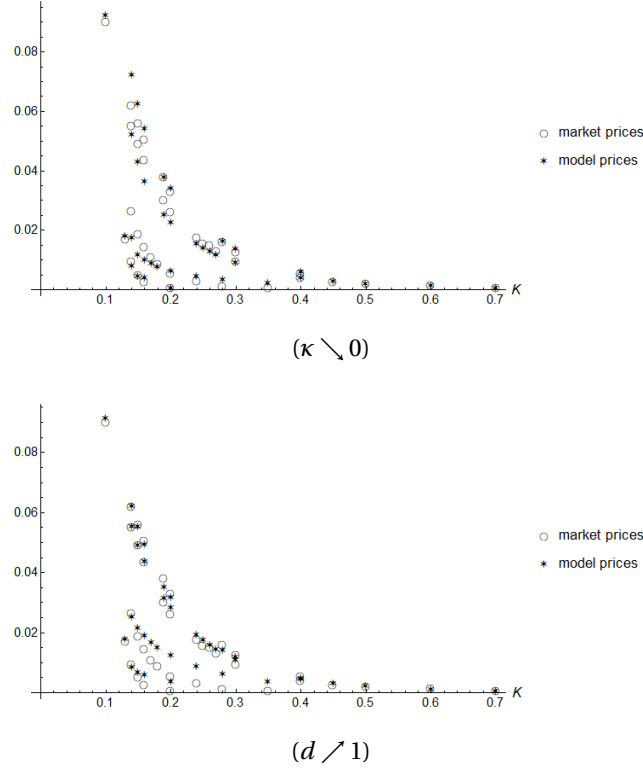 0.08
0.06
0.04
0.02
0.1 0.2 0.3 0.4 0.5 0.6 0.7 K
○ market prices
✶ model prices
(κ ↘ 0)
0.08
0.06
0.04
0.02
0.1 0.2 0.3 0.4 0.5 0.6 0.7 K
○ market prices
✶ model prices
(d ↗ 1)